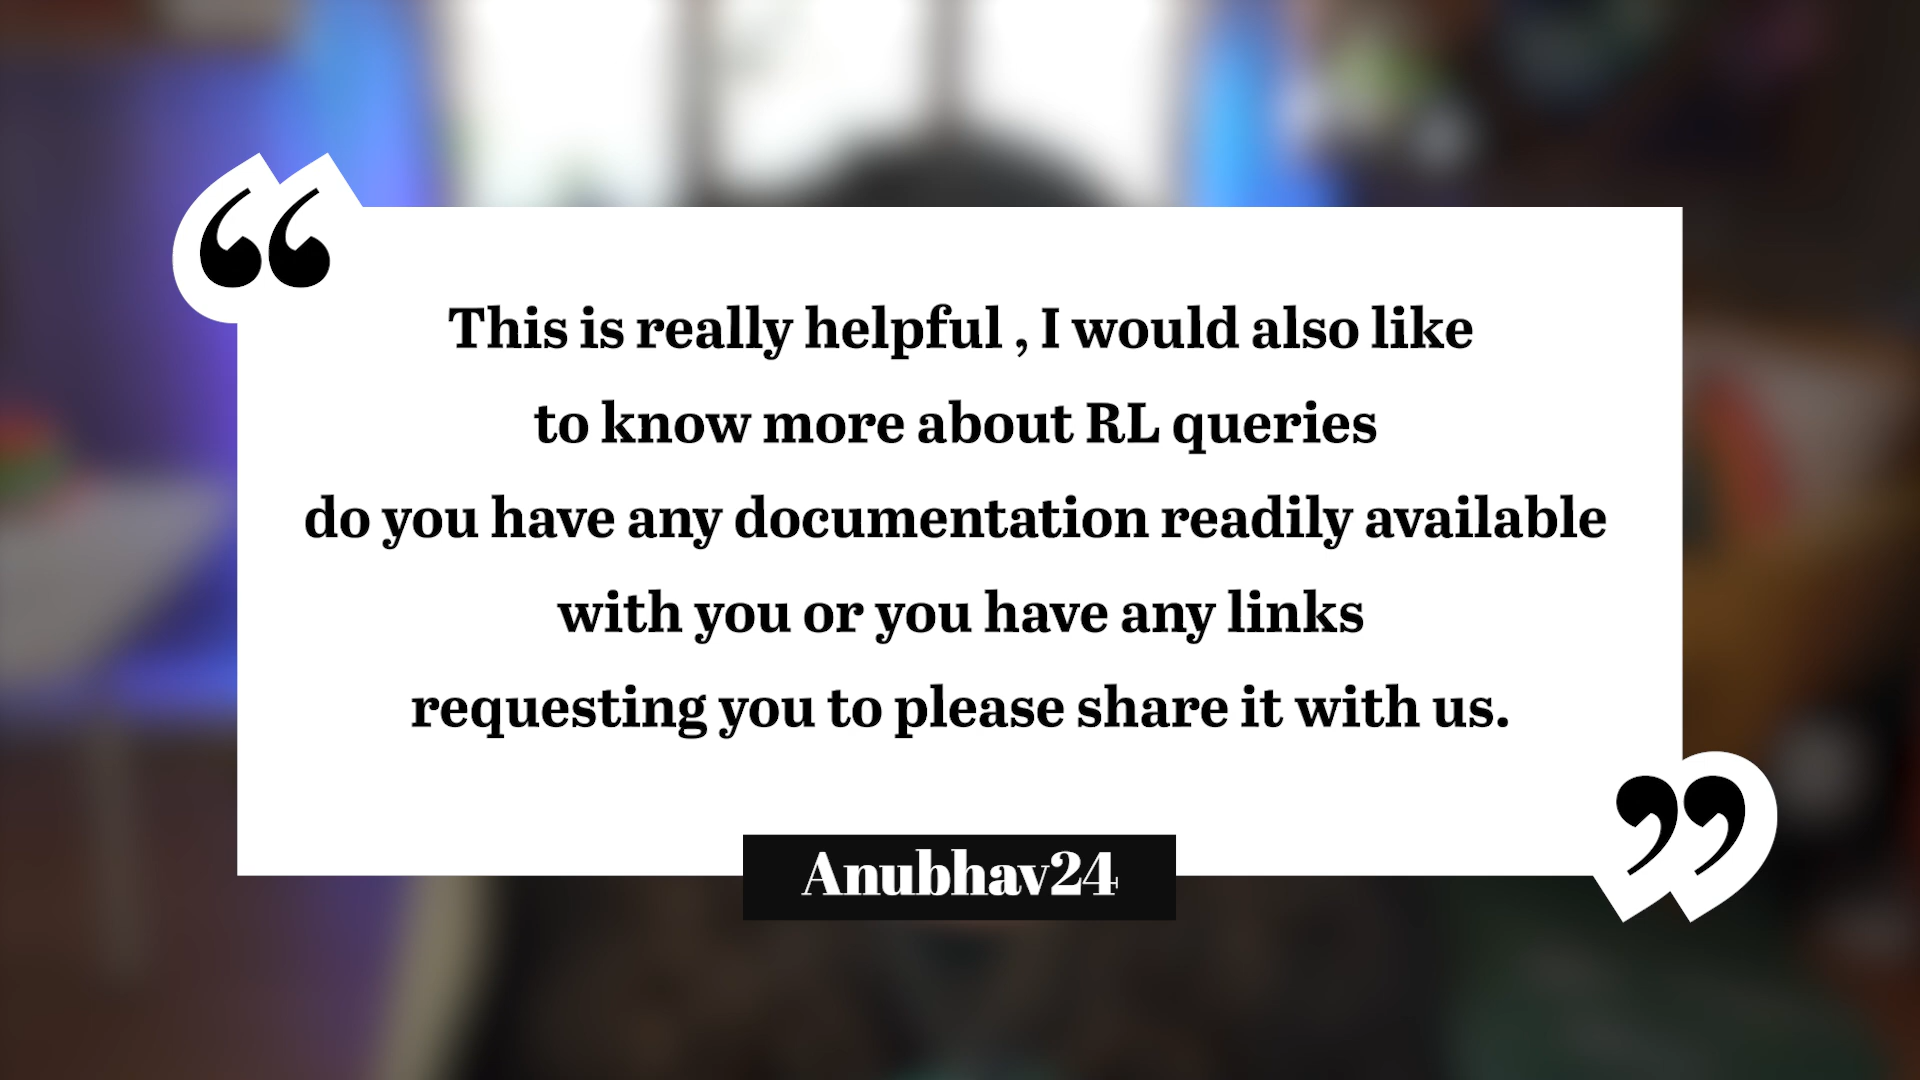 “
This is really helpful , I would also like
to know more about RL queries
do you have any documentation readily available
with you or you have any links
requesting you to please share it with us.
”
Anubhav24